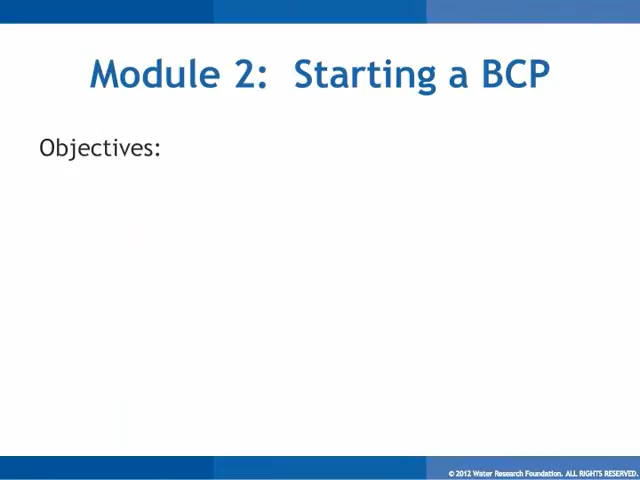 Module 2: Starting a BCP
Objectives:
© 2012 Water Research Foundation. ALL RIGHTS RESERVED.